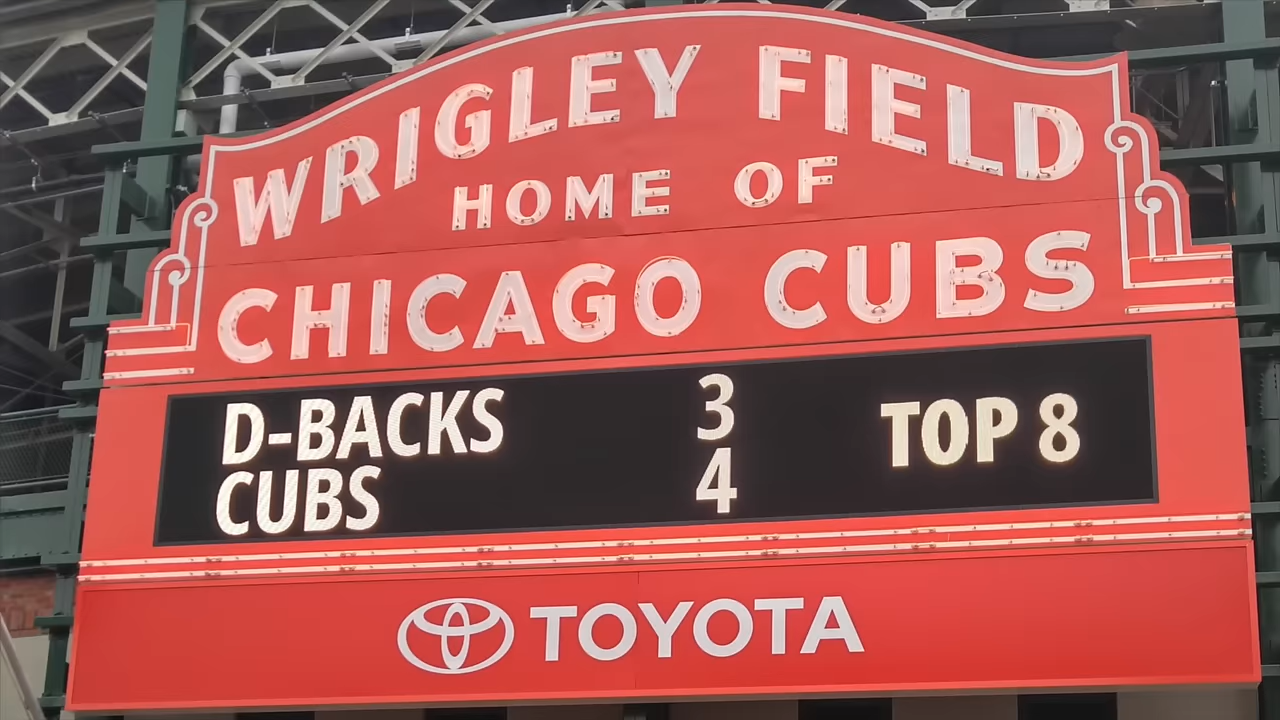 WRIGLEY FIELD
HOME OF
CHICAGO CUBS
D-BACKS 3 TOP 8
CUBS 4
TOYOTA